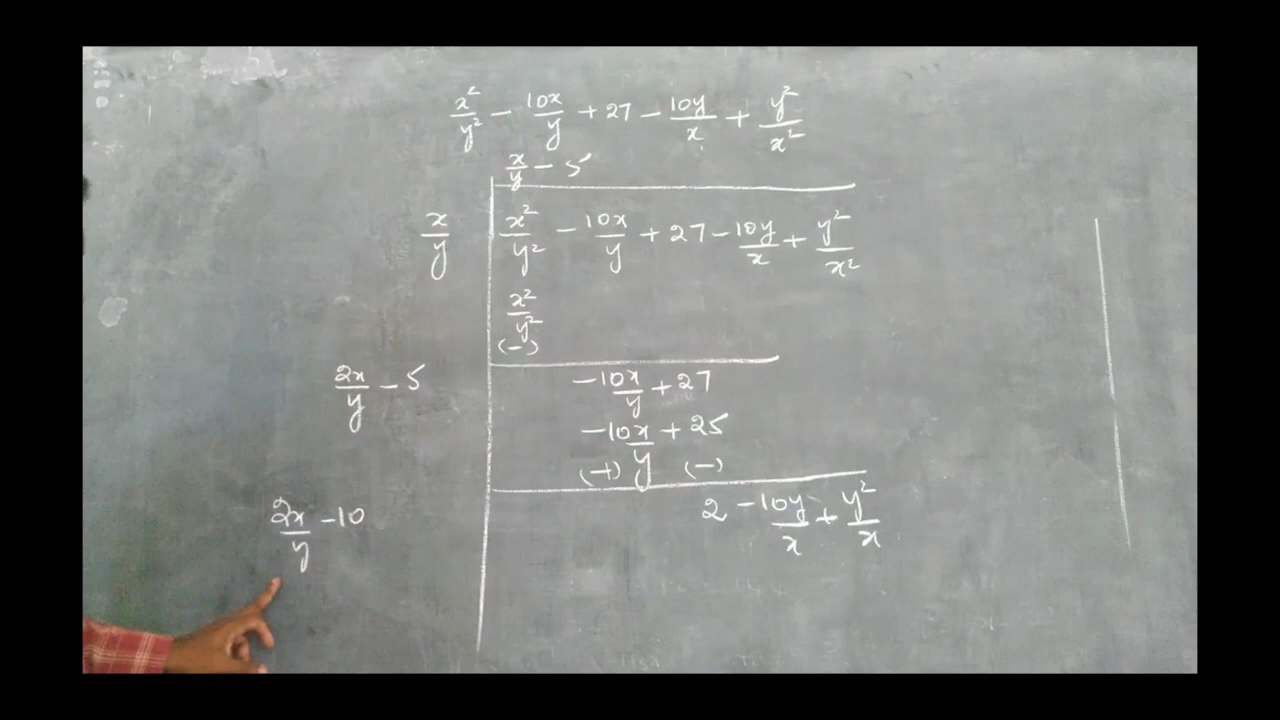 x²/y² − 10x/y + 27 − 10y/x + y²/x²
x/y − 5
x/y x²/y² − 10x/y + 27 − 10y/x + y²/x²
x²/y²
(−)
2x/y − 5 −10x/y + 27
−10x/y + 25
(+) (−)
2x/y − 10 2 − 10y/x + y²/x